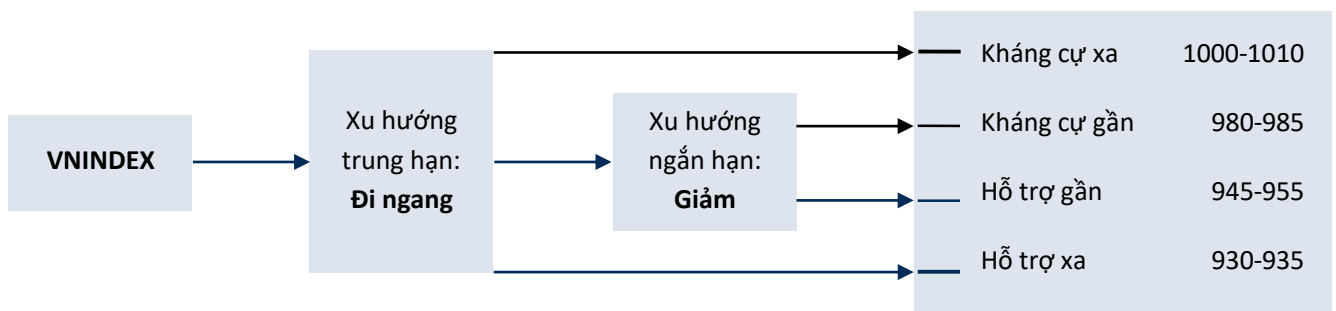 VNINDEX
Xu hướng
trung hạn:
Đi ngang
Xu hướng
ngắn hạn:
Giảm
Kháng cự xa 1000-1010
Kháng cự gần 980-985
Hỗ trợ gần 945-955
Hỗ trợ xa 930-935